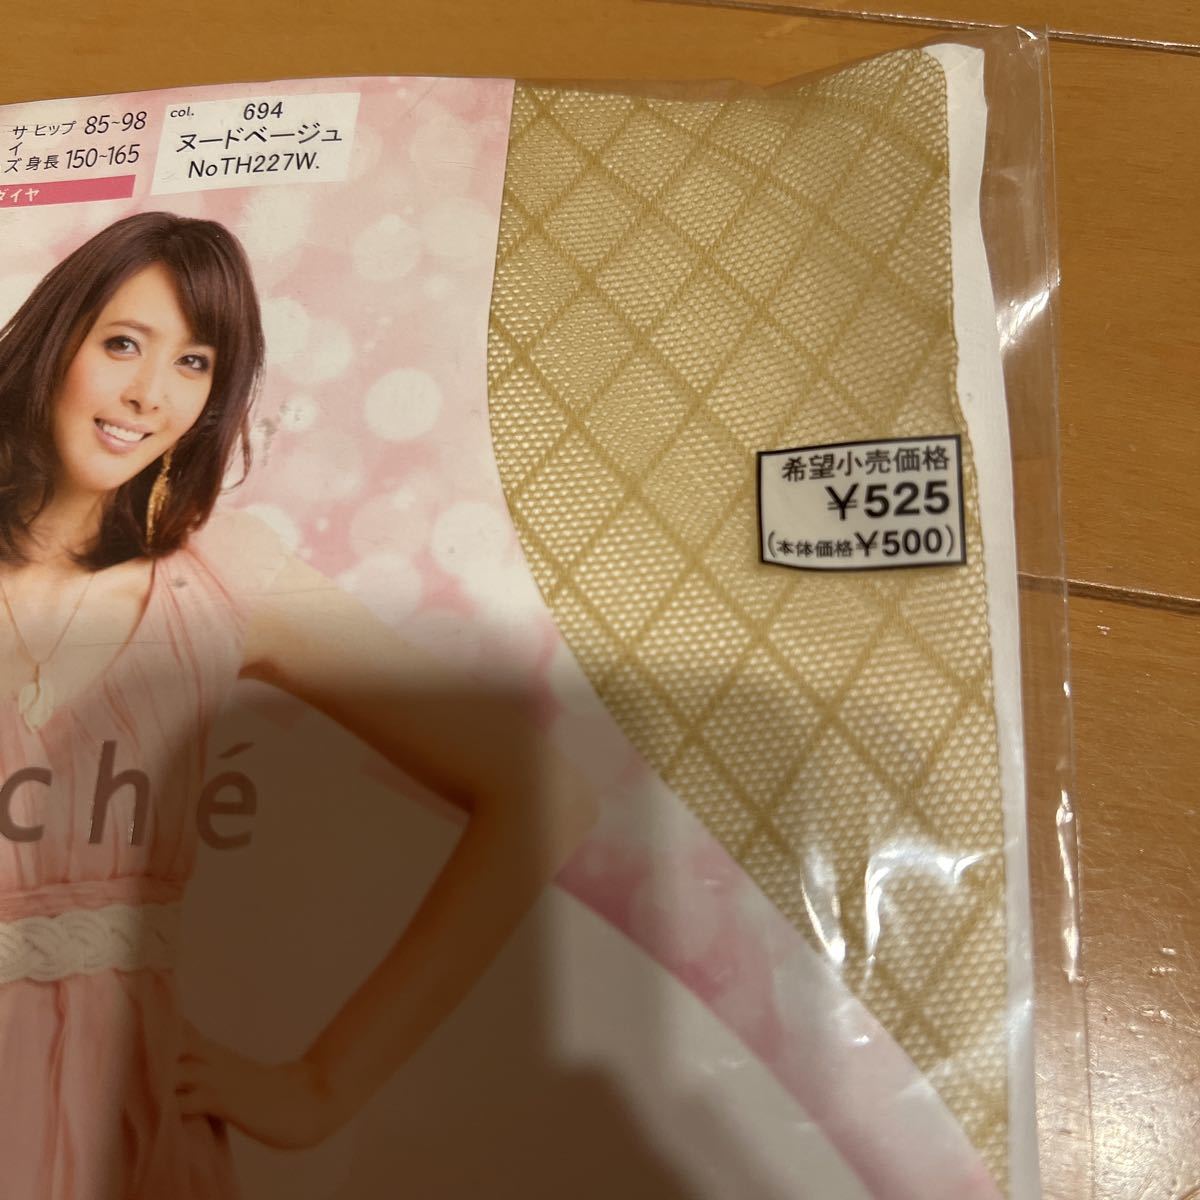 サイズ ヒップ 85~98
身長 150~165
ダイヤ
col. 694
ヌードベージュ
NoTH227W.
希望小売価格
¥525
(本体価格¥500)
ché